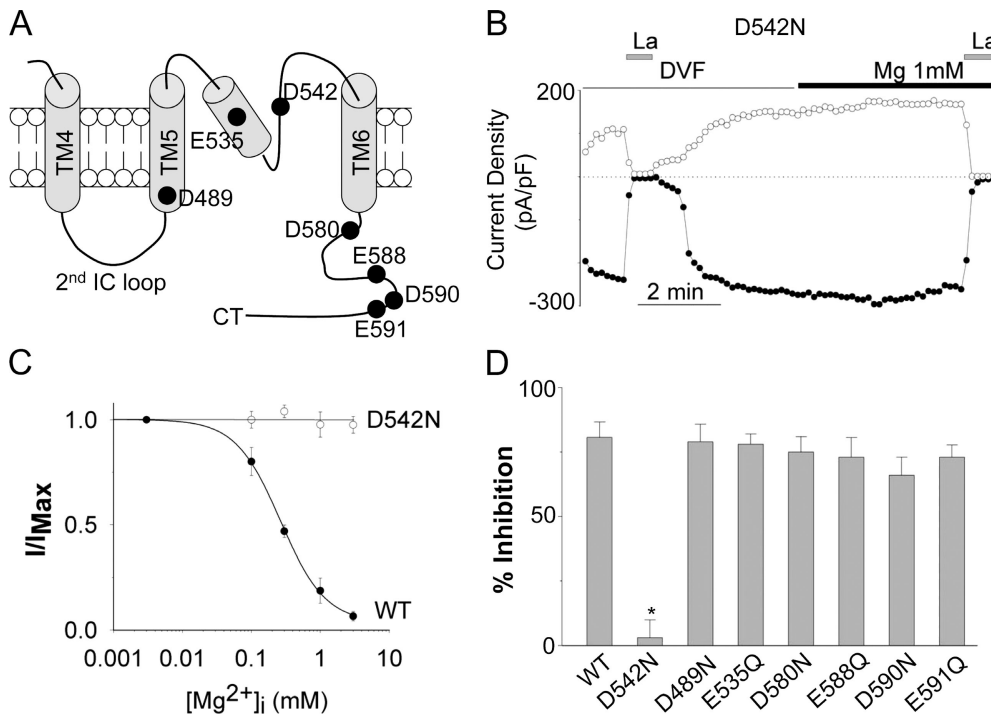 A
TM4
TM5
TM6
D542
E535
D489
D580
E588
D590
E591
2nd IC loop
CT
B
D542N
La
La
DVF
Mg 1mM
200
-300
Current Density
(pA/pF)
2 min
C
D542N
WT
1.0
0.5
0.0
I/IMax
0.001
0.01
0.1
1
10
[Mg2+]i (mM)
D
100
50
0
% Inhibition
*
WT
D542N
D489N
E535Q
D580N
E588Q
D590N
E591Q